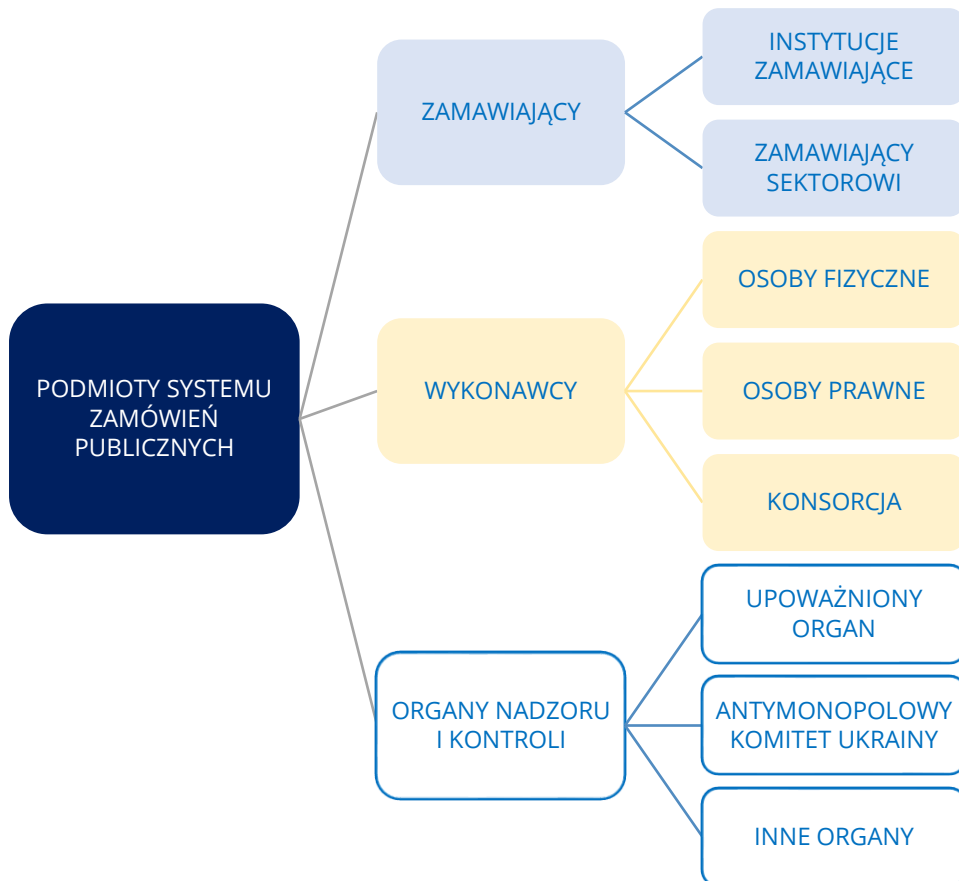 PODMIOTY SYSTEMU
ZAMÓWIEŃ
PUBLICZNYCH
ZAMAWIAJĄCY
INSTYTUCJE
ZAMAWIAJĄCE
ZAMAWIAJĄCY
SEKTOROWI
WYKONAWCY
OSOBY FIZYCZNE
OSOBY PRAWNE
KONSORCJA
ORGANY NADZORU
I KONTROLI
UPOWAŻNIONY
ORGAN
ANTYMONOPOLOWY
KOMITET UKRAINY
INNE ORGANY